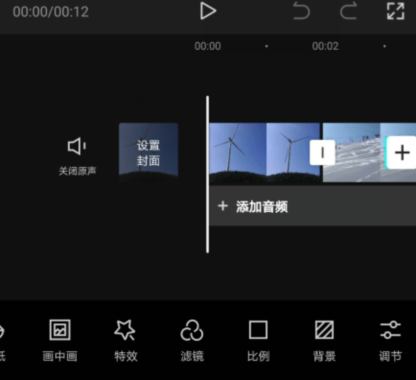 00:00/00:12
00:00
00:02
关闭原声
设置
封面
+ 添加音频
纸
画中画
特效
滤镜
比例
背景
调节